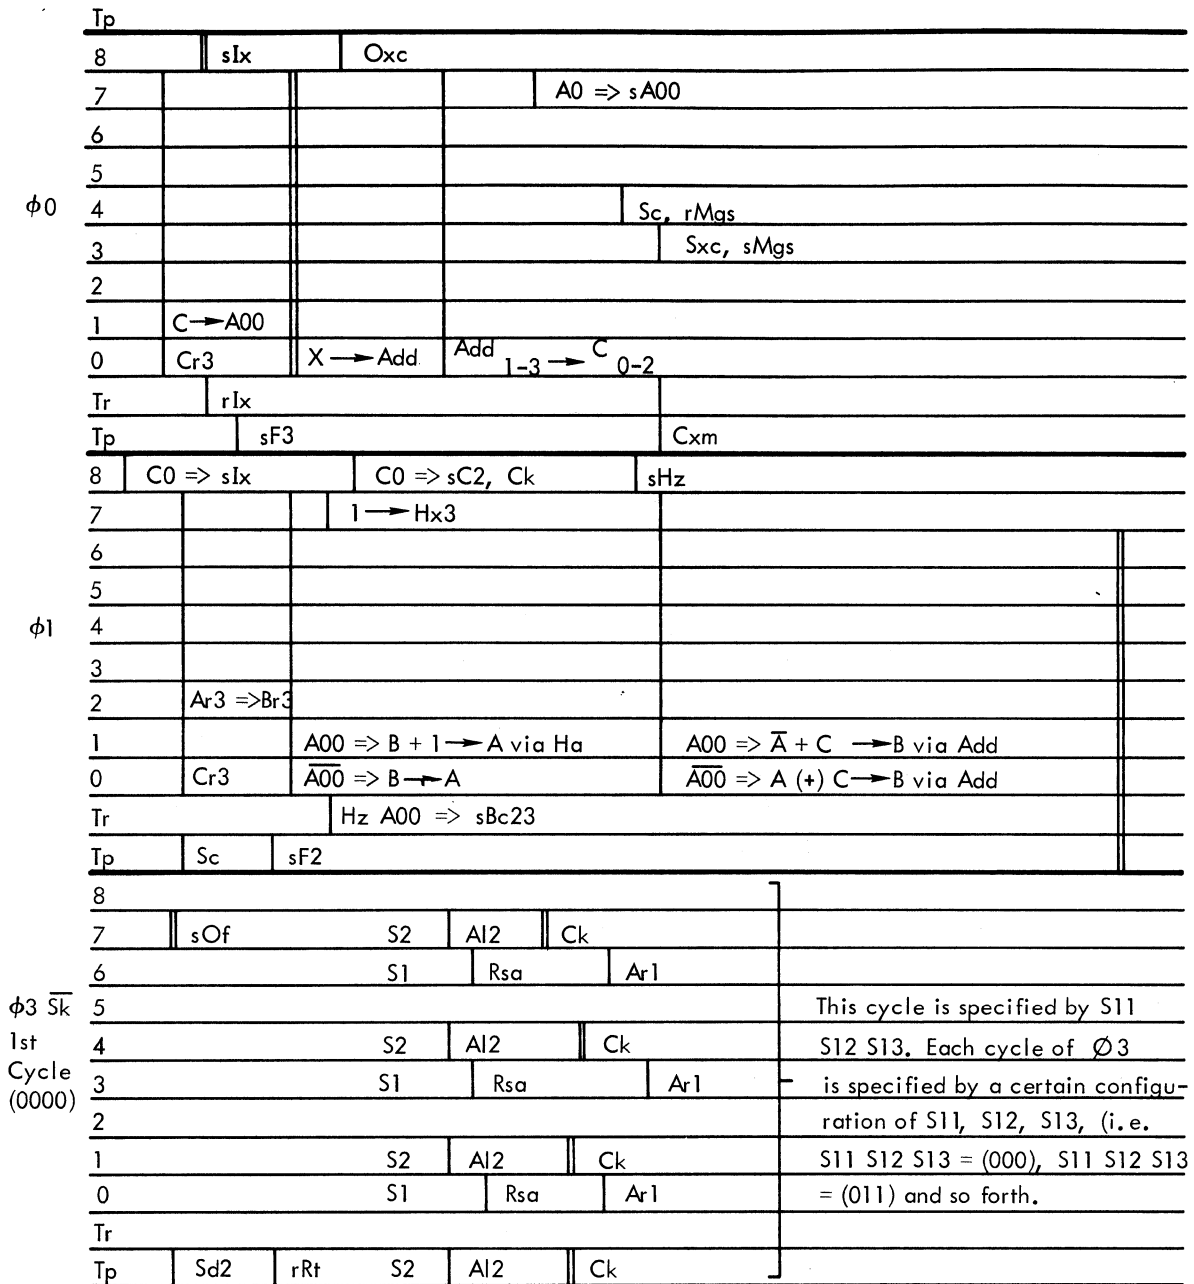 Tp
8 sIx Oxc
7 A0 => sA00
6
5
ϕ0 4 Sc, rMgs
3 Sxc, sMgs
2
1 C→A00
0 Cr3 X → Add Add 1-3 → C 0-2
Tr rIx
Tp sF3 Cxm
8 C0 => sIx C0 => sC2, Ck sHz
7 1→Hx3
6
5
ϕ1 4
3
2 Ar3 =>Br3
1 A00 => B + 1→ A via Ha A00 => A̅ + C →B via Add
0 Cr3 A̅0̅0̅ => B→A A̅0̅0̅ => A (+) C→B via Add
Tr Hz A00 => sBc23
Tp Sc sF2
8
7 sOf S2 Al2 Ck
6 S1 Rsa Ar1
ϕ3 S̅k̅ 5 This cycle is specified by S11
1st 4 S2 Al2 Ck S12 S13. Each cycle of Ø3
Cycle 3 S1 Rsa Ar1 is specified by a certain configu-
(0000) 2 ration of S11, S12, S13, (i.e.
1 S2 Al2 Ck S11 S12 S13 = (000), S11 S12 S13
0 S1 Rsa Ar1 = (011) and so forth.
Tr
Tp Sd2 rRt S2 Al2 Ck